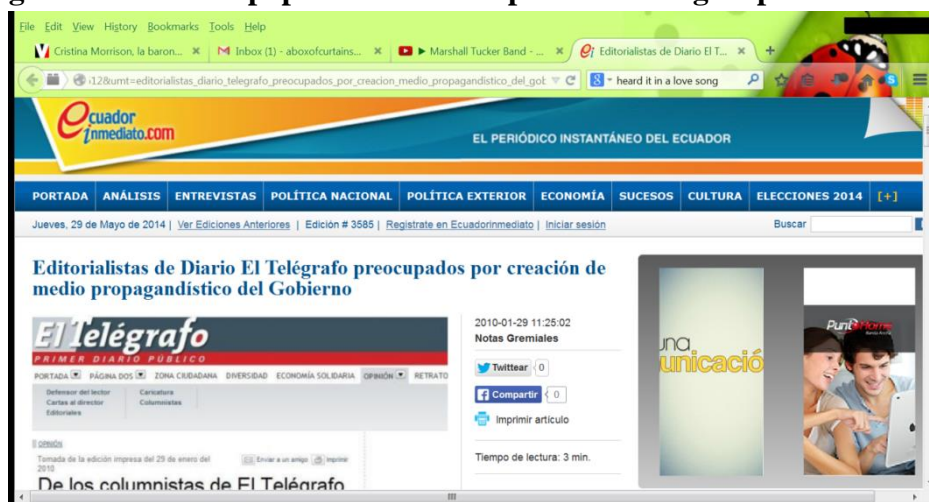 File Edit View History Bookmarks Tools Help
Cristina Morrison, la baron... × Inbox (1) - aboxofcurtains... × ► Marshall Tucker Band - ... × Editorialistas de Diario El T... × +
12&umt=editorialistas_diario_telegrafo_preocupados_por_creacion_medio_propagandistico_del_gob heard it in a love song
Ecuador
inmediato.com
EL PERIÓDICO INSTANTÁNEO DEL ECUADOR
PORTADA ANÁLISIS ENTREVISTAS POLÍTICA NACIONAL POLÍTICA EXTERIOR ECONOMÍA SUCESOS CULTURA ELECCIONES 2014 [+]
Jueves, 29 de Mayo de 2014 | Ver Ediciones Anteriores | Edición # 3585 | Registrate en Ecuadorinmediato | Iniciar sesión Buscar
Editorialistas de Diario El Telégrafo preocupados por creación de
medio propagandístico del Gobierno
El Telégrafo
PRIMER DIARIO PÚBLICO
PORTADA PÁGINA DOS ZONA CIUDADANA DIVERSIDAD ECONOMÍA SOLIDARIA OPINIÓN RETRATO
Defensor del lector Caricatura
Cartas al director Columnistas
Editoriales
OPINIÓN
Tomada de la edición impresa del 29 de enero del
2010
Enviar a un amigo Imprimir
De los columnistas de El Telégrafo
2010-01-29 11:25:02
Notas Gremiales
Twittear 0
Compartir 0
Imprimir artículo
Tiempo de lectura: 3 min.
una
unicació